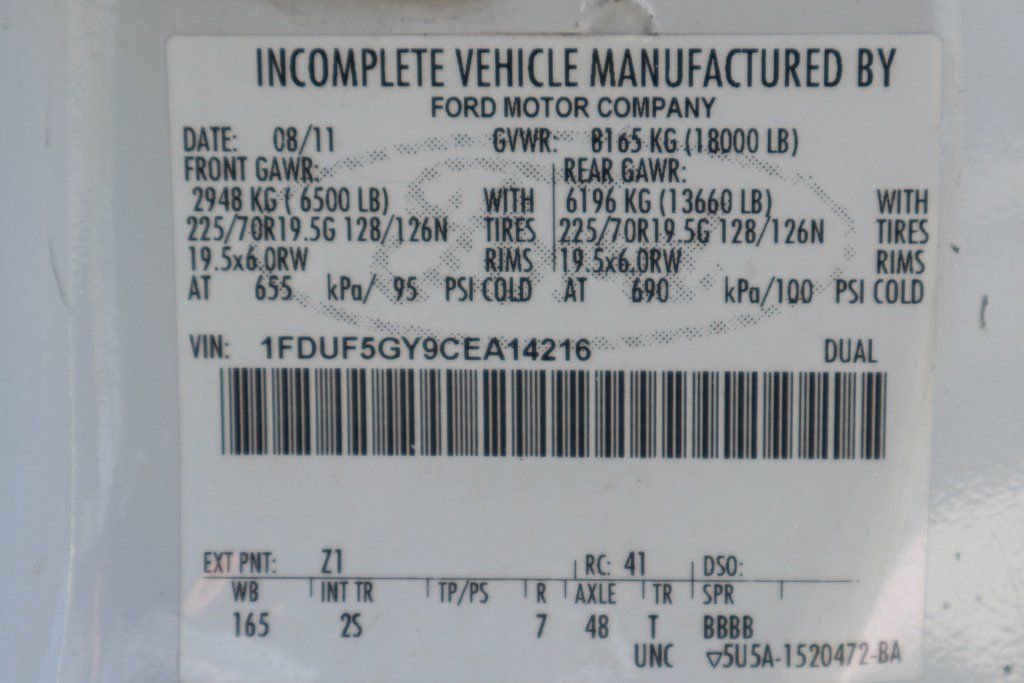 INCOMPLETE VEHICLE MANUFACTURED BY
FORD MOTOR COMPANY
DATE: 08/11 GVWR: 8165 KG (18000 LB)
FRONT GAWR: REAR GAWR:
2948 KG ( 6500 LB) WITH 6196 KG (13660 LB) WITH
225/70R19.5G 128/126N TIRES 225/70R19.5G 128/126N TIRES
19.5x6.0RW RIMS 19.5x6.0RW RIMS
AT 655 kPa/ 95 PSI COLD AT 690 kPa/100 PSI COLD
VIN: 1FDUF5GY9CEA14216 DUAL
EXT PNT: Z1 RC: 41 DSO:
WB INT TR TP/PS R AXLE TR SPR
165 2S 7 48 T BBBB
UNC ▽5U5A-1520472-BA